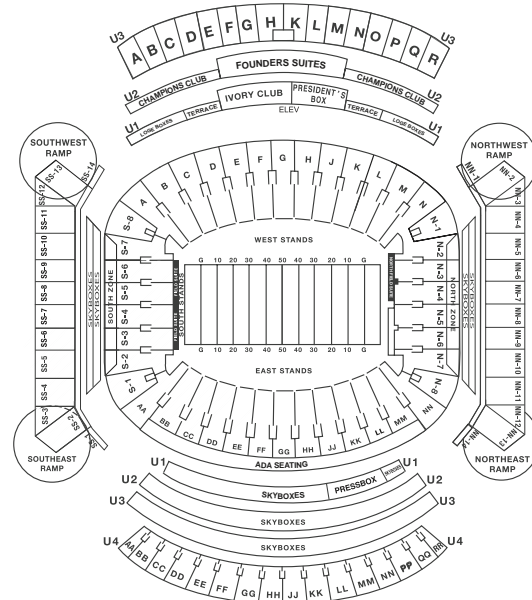 U3 A B C D E F G H K L M N O P Q R U3
FOUNDERS SUITES
U2 CHAMPIONS CLUB CHAMPIONS CLUB U2
IVORY CLUB PRESIDENT'S BOX
U1 LOGE BOXES TERRACE ELEV TERRACE LOGE BOXES U1
SOUTHWEST RAMP
NORTHWEST RAMP
SS-14
SS-13
SS-12
SS-11
SS-10
SS-9
SS-8
SS-7
SS-6
SS-5
SS-4
SS-3
SS-2
SS-1
SOUTHEAST RAMP
SKYBOXES
SKYBOXES
SOUTH ZONE
S-8
S-7
S-6
S-5
S-4
S-3
S-2
S-1
SOUTH STANDS
A B C D E F G H J K L M N
WEST STANDS
G 10 20 30 40 50 40 30 20 10 G
G 10 20 30 40 50 40 30 20 10 G
EAST STANDS
AA BB CC DD EE FF GG HH JJ KK LL MM NN
N-1
N-2
N-3
N-4
N-5
N-6
N-7
N-8
NORTH ZONE
SKYBOXES
SKYBOXES
NN-1
NN-2
NN-3
NN-4
NN-5
NN-6
NN-7
NN-8
NN-9
NN-10
NN-11
NN-12
NN-13
NN-14
NORTHEAST RAMP
ADA SEATING
U1 SKYBOXES PRESSBOX U1
U2 SKYBOXES U2
U3 SKYBOXES U3
U4 AA BB CC DD EE FF GG HH JJ KK LL MM NN PP QQ RR U4